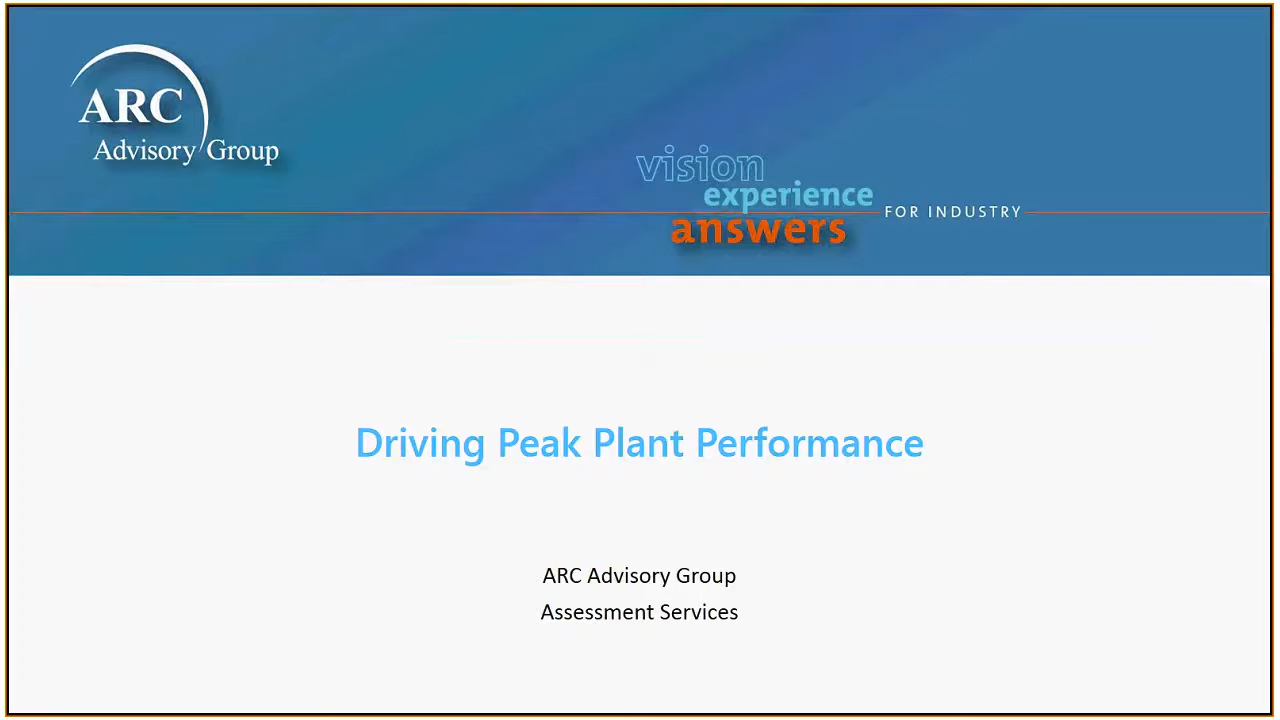 ARC
Advisory Group
vision
experience
FOR INDUSTRY
answers
Driving Peak Plant Performance
ARC Advisory Group
Assessment Services